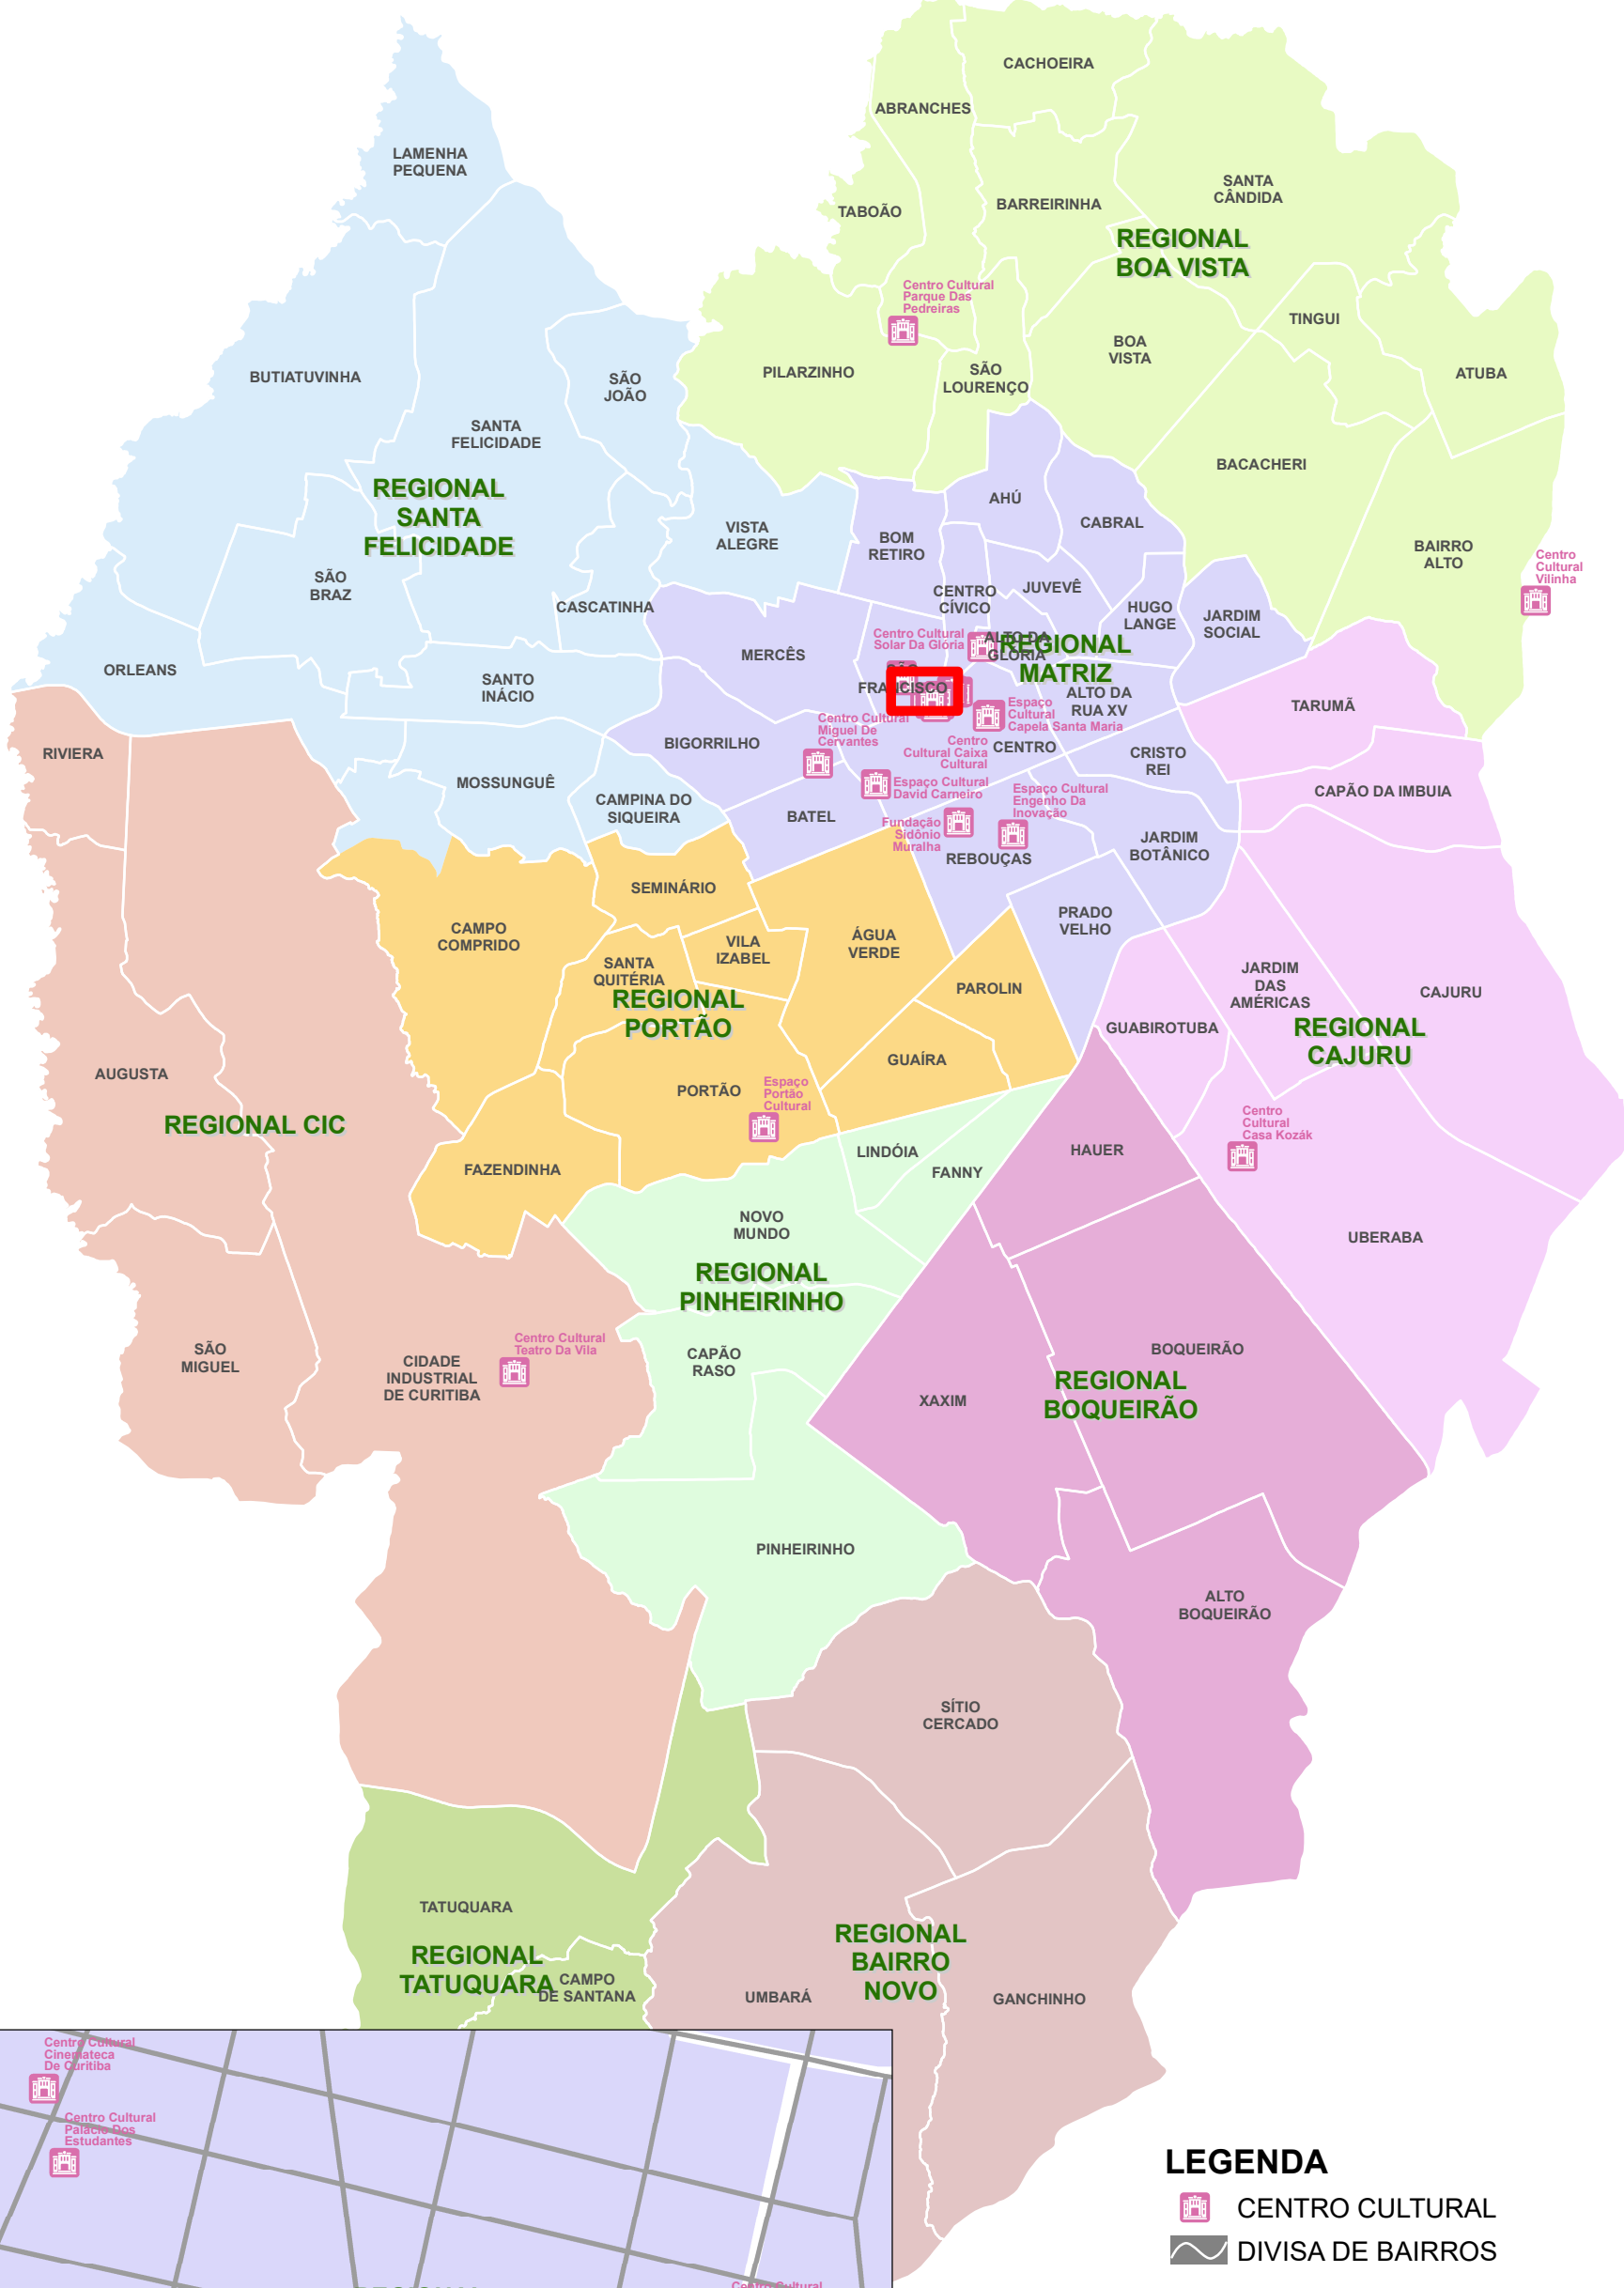 CACHOEIRA
ABRANCHES
LAMENHA
PEQUENA
SANTA
CÂNDIDA
TABOÃO
BARREIRINHA
REGIONAL
BOA VISTA
Centro Cultural
Parque Das
Pedreiras
TINGUI
BOA
VISTA
PILARZINHO
SÃO
LOURENÇO
ATUBA
BUTIATUVINHA
SÃO
JOÃO
SANTA
FELICIDADE
BACACHERI
REGIONAL
SANTA
FELICIDADE
AHÚ
CABRAL
VISTA
ALEGRE
BOM
RETIRO
BAIRRO
ALTO
Centro
Cultural
Vilinha
SÃO
BRAZ
CASCATINHA
CENTRO
CÍVICO
JUVEVÊ
HUGO
LANGE
JARDIM
SOCIAL
Centro Cultural
Solar Da Glória
ALTO DA
GLÓRIA
REGIONAL
MATRIZ
MERCÊS
ORLEANS
SANTO
INÁCIO
SÃO
FRANCISCO
ALTO DA
RUA XV
Espaço
Cultural
Capela Santa Maria
TARUMÃ
Centro Cultural
Miguel De
Cervantes
RIVIERA
BIGORRILHO
Centro
Cultural Caixa
Cultural
CENTRO
CRISTO
REI
MOSSUNGUÊ
Espaço Cultural
David Carneiro
Espaço Cultural
Engenho Da
Inovação
CAPÃO DA IMBUIA
CAMPINA DO
SIQUEIRA
BATEL
Fundação
Sidônio
Muralha
REBOUÇAS
JARDIM
BOTÂNICO
SEMINÁRIO
CAMPO
COMPRIDO
VILA
IZABEL
ÁGUA
VERDE
PRADO
VELHO
SANTA
QUITÉRIA
REGIONAL
PORTÃO
PAROLIN
JARDIM
DAS
AMÉRICAS
CAJURU
GUABIROTUBA
REGIONAL
CAJURU
GUAÍRA
AUGUSTA
PORTÃO
Espaço
Portão
Cultural
REGIONAL CIC
Centro
Cultural
Casa Kozák
LINDÓIA
HAUER
FAZENDINHA
FANNY
NOVO
MUNDO
UBERABA
REGIONAL
PINHEIRINHO
Centro Cultural
Teatro Da Vila
SÃO
MIGUEL
CIDADE
INDUSTRIAL
DE CURITIBA
CAPÃO
RASO
BOQUEIRÃO
REGIONAL
BOQUEIRÃO
XAXIM
PINHEIRINHO
ALTO
BOQUEIRÃO
SÍTIO
CERCADO
TATUQUARA
REGIONAL
TATUQUARA
CAMPO
DE SANTANA
REGIONAL
BAIRRO
NOVO
UMBARÁ
GANCHINHO
Centro Cultural
Cinemateca
De Curitiba
Centro Cultural
Palácio Dos
Estudantes
Centro Cultural
LEGENDA
CENTRO CULTURAL
DIVISA DE BAIRROS